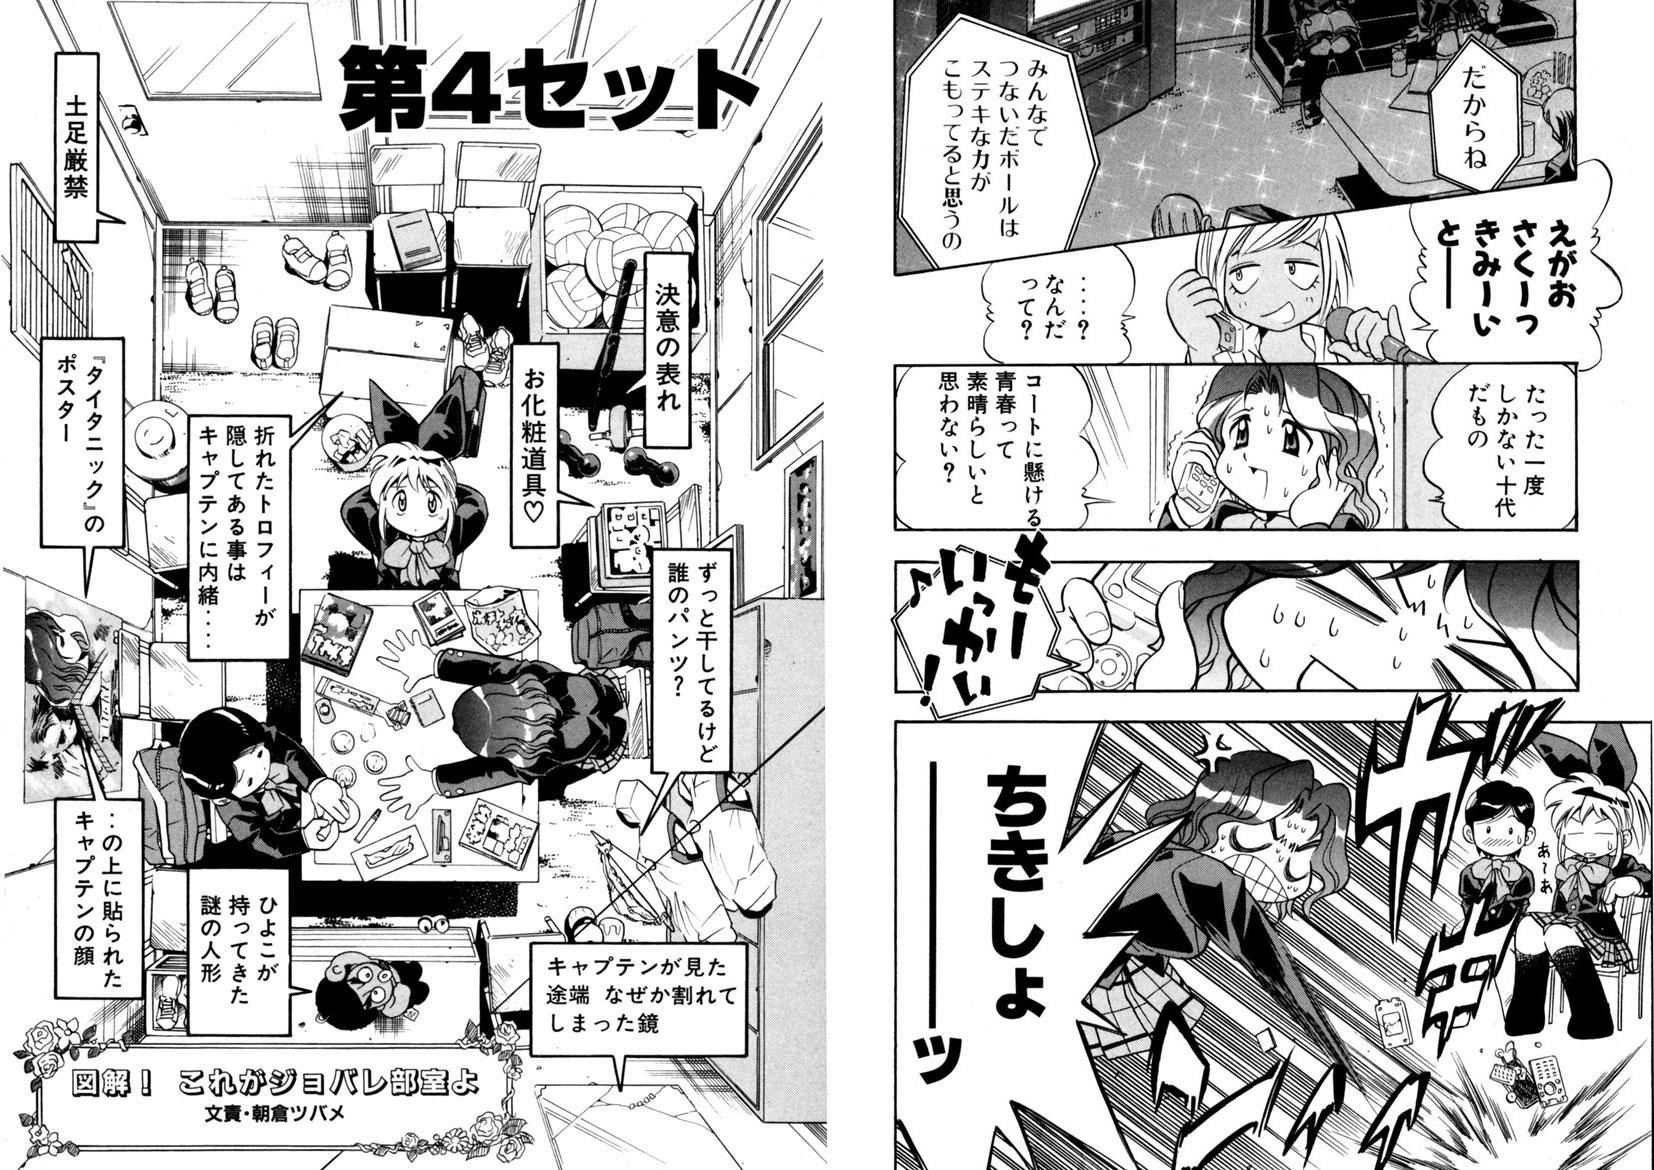 だからね
みんなで
つないだボールは
ステキな力が
こもってると思うの
えがお
さくーっ
きみーい
とーー
‥‥?
なんだ
って?
たった一度
しかない十代
だもの
コートに懸ける
青春って
素晴らしいと
思わない?
もー
いっかい
!
♪
ガッ
あ～あ
ちきしょ
ーーッ
第4セット
土足厳禁
決意の表れ
お化粧道具♡
『タイタニック』の
ポスター
折れたトロフィーが
隠してある事は
キャプテンに内緒‥‥
ずっと干してるけど
誰のパンツ?
‥の上に貼られた
キャプテンの顔
ひよこが
持ってきた
謎の人形
キャプテンが見た
途端 なぜか割れて
しまった鏡
図解! これがジョバレ部室よ
文責・朝倉ツバメ